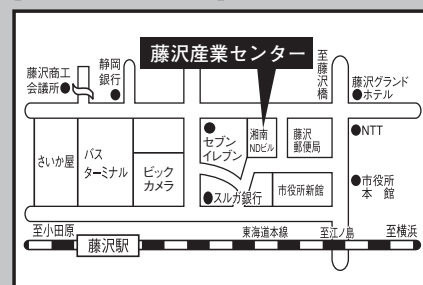 藤沢産業センター
藤沢商工
会議所
静岡
銀行
至藤沢橋
藤沢グランド
ホテル
さいか屋
バス
ターミナル
ビック
カメラ
セブン
イレブン
湘南
NDビル
藤沢
郵便局
NTT
スルガ銀行
市役所新館
市役所
本館
至小田原
藤沢駅
東海道本線
至江ノ島
至横浜